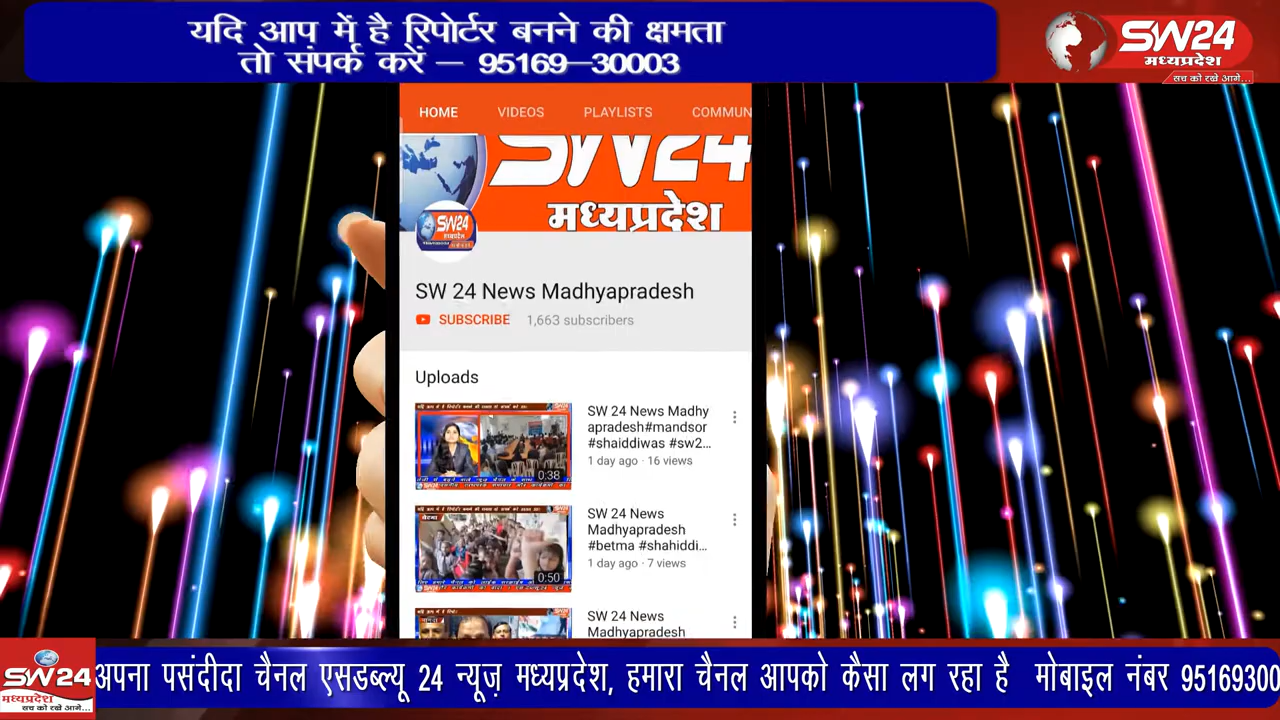 यदि आप में है रिपोर्टर बनने की क्षमता
तो संपर्क करें – 95169–30003
SW24
मध्यप्रदेश
सच को रखे आगे...
HOME VIDEOS PLAYLISTS COMMUN
SW24
मध्यप्रदेश
SW24
SW 24 News Madhyapradesh
SUBSCRIBE 1,663 subscribers
Uploads
SW 24 News Madhy
apradesh#mandsor
#shaiddiwas #sw2...
1 day ago · 16 views
0:38
SW 24 News
Madhyapradesh
#betma #shahiddi...
1 day ago · 7 views
0:50
SW 24 News
Madhyapradesh
SW24
मध्यप्रदेश
सच को रखे आगे...
अपना पसंदीदा चैनल एसडब्ल्यू 24 न्यूज़ मध्यप्रदेश, हमारा चैनल आपको कैसा लग रहा है मोबाइल नंबर 95169300